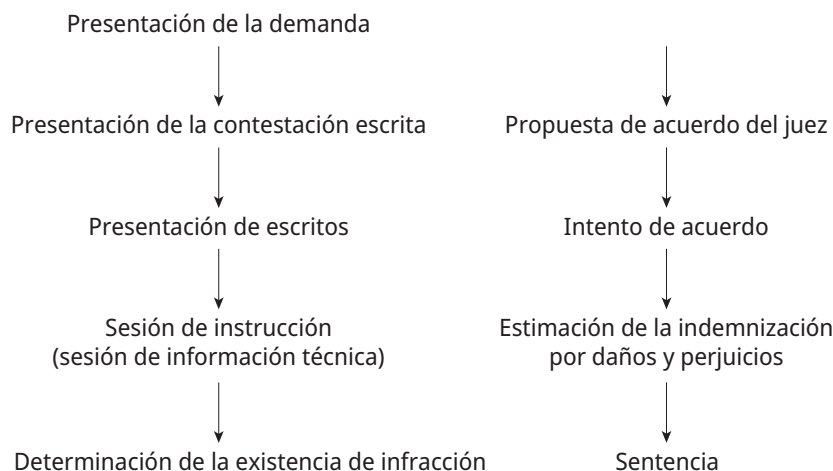 Presentación de la demanda
Presentación de la contestación escrita
Presentación de escritos
Sesión de instrucción
(sesión de información técnica)
Determinación de la existencia de infracción
Propuesta de acuerdo del juez
Intento de acuerdo
Estimación de la indemnización
por daños y perjuicios
Sentencia